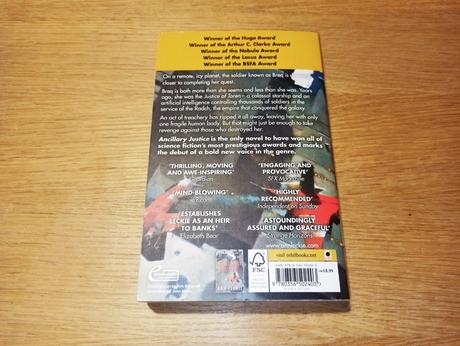 Winner of the Hugo Award
Winner of the Arthur C. Clarke Award
Winner of the Nebula Award
Winner of the Locus Award
Winner of the BSFA Award
On a remote, icy planet, the soldier known as Breq is
closer to completing her quest.
Breq is both more than she seems and less than she was. Years
ago, she was the Justice of Toren – a colossal starship and an
artificial intelligence controlling thousands of soldiers in the
service of the Radch, the empire that conquered the galaxy.
An act of treachery has ripped it all away, leaving her with only
one fragile human body. But that might just be enough to take
revenge against those who destroyed her.
Ancillary Justice is the only novel to have won all of
science fiction's most prestigious awards and marks
the debut of a bold new voice in the genre.
'THRILLING, MOVING
AND AWE-INSPIRING'
Guardian
'ENGAGING AND
PROVOCATIVE'
SFX Magazine
'MIND-BLOWING'
'HIGHLY
RECOMMENDED'
Independent on Sunday
'ESTABLISHES
LECKIE AS AN HEIR
TO BANKS'
Elizabeth Bear
'ASTOUNDINGLY
ASSURED AND GRACEFUL'
Strange Horizons
www.annleckie.com
visit orbitbooks.net
FSC
£8.99
9 780356 502403